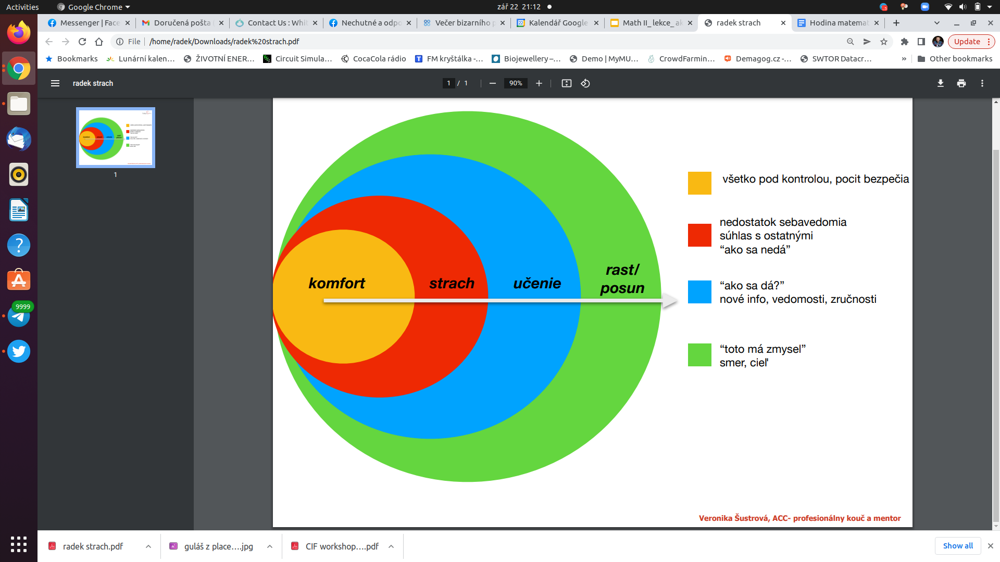 Activities
Google Chrome
zář 22 21:12
Messenger | Face
Doručená pošta
Contact Us : Whi
Nechutné a odpo
Večer bizarního p
Kalendář Google
Math II_ lekce_ ak
radek strach
Hodina matemat
File
/home/radek/Downloads/radek%20strach.pdf
Update
Bookmarks
Lunární kalen…
ŽIVOTNÍ ENER…
Circuit Simula…
CocaCola rádio
FM kryštálka -…
Biojewellery –…
Demo | MyMU…
CrowdFarmin…
Demagog.cz -…
SWTOR Datacr…
»
Other bookmarks
radek strach
1 / 1
90%
1
9999
komfort
strach
učenie
rast/
posun
všetko pod kontrolou, pocit bezpečia
nedostatok sebavedomia
súhlas s ostatnými
“ako sa nedá”
“ako sa dá?”
nové info, vedomosti, zručnosti
“toto má zmysel”
smer, cieľ
Veronika Šustrová, ACC- profesionálny kouč a mentor
radek strach.pdf
guláš z place….jpg
CIF workshop….pdf
Show all